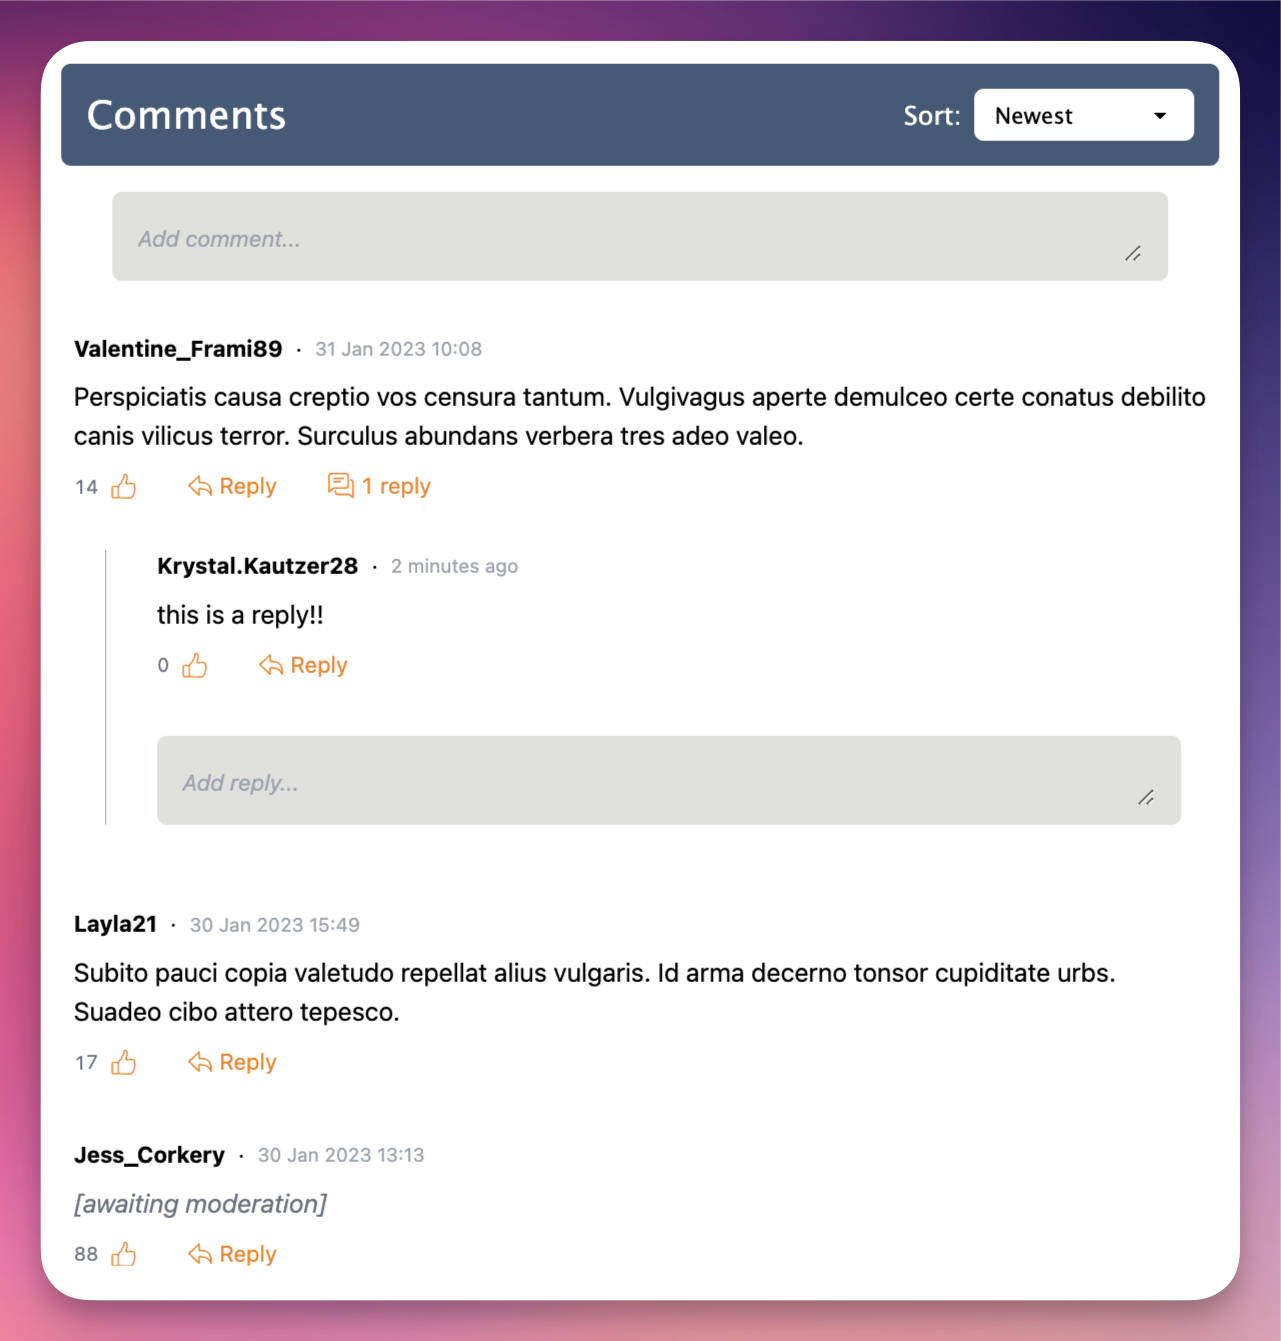 Comments
Sort: Newest
Add comment...
Valentine_Frami89 · 31 Jan 2023 10:08
Perspiciatis causa creptio vos censura tantum. Vulgivagus aperte demulceo certe conatus debilito
canis vilicus terror. Surculus abundans verbera tres adeo valeo.
14 Reply 1 reply
Krystal.Kautzer28 · 2 minutes ago
this is a reply!!
0 Reply
Add reply...
Layla21 · 30 Jan 2023 15:49
Subito pauci copia valetudo repellat alius vulgaris. Id arma decerno tonsor cupiditate urbs.
Suadeo cibo attero tepesco.
17 Reply
Jess_Corkery · 30 Jan 2023 13:13
[awaiting moderation]
88 Reply